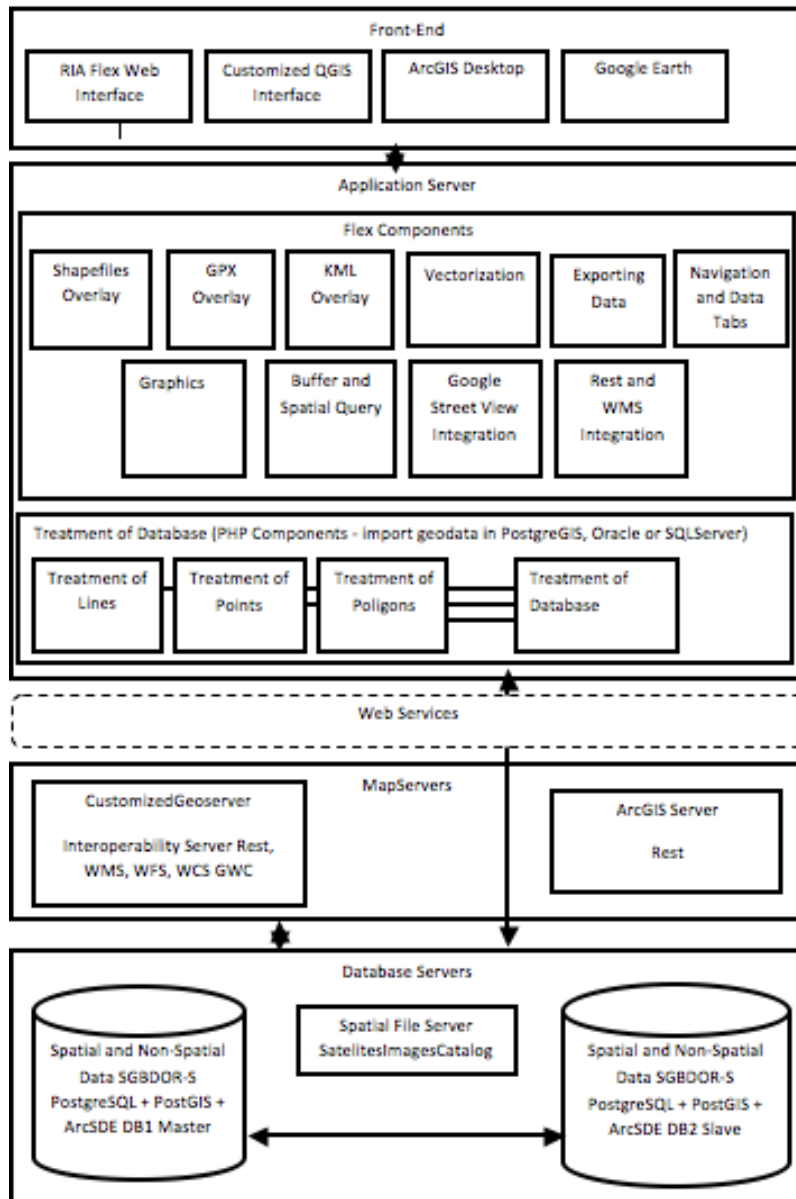 Front-End
RIA Flex Web
Interface
Customized QGIS
Interface
ArcGIS Desktop
Google Earth
Application Server
Flex Components
Shapefiles
Overlay
GPX
Overlay
KML
Overlay
Vectorization
Exporting
Data
Navigation
and Data
Tabs
Graphics
Buffer and
Spatial Query
Google
Street View
Integration
Rest and
WMS
Integration
Treatment of Database (PHP Components - import geodata in PostgreGIS, Oracle or SQLServer)
Treatment of
Lines
Treatment of
Points
Treatment of
Poligons
Treatment of
Database
Web Services
MapServers
CustomizedGeoserver
Interoperability Server Rest,
WMS, WFS, WCS GWC
ArcGIS Server
Rest
Database Servers
Spatial and Non-Spatial
Data SGBDOR-S
PostgreSQL + PostGIS +
ArcSDE DB1 Master
Spatial File Server
SatelitesImagesCatalog
Spatial and Non-Spatial
Data SGBDOR-S
PostgreSQL + PostGIS +
ArcSDE DB2 Slave